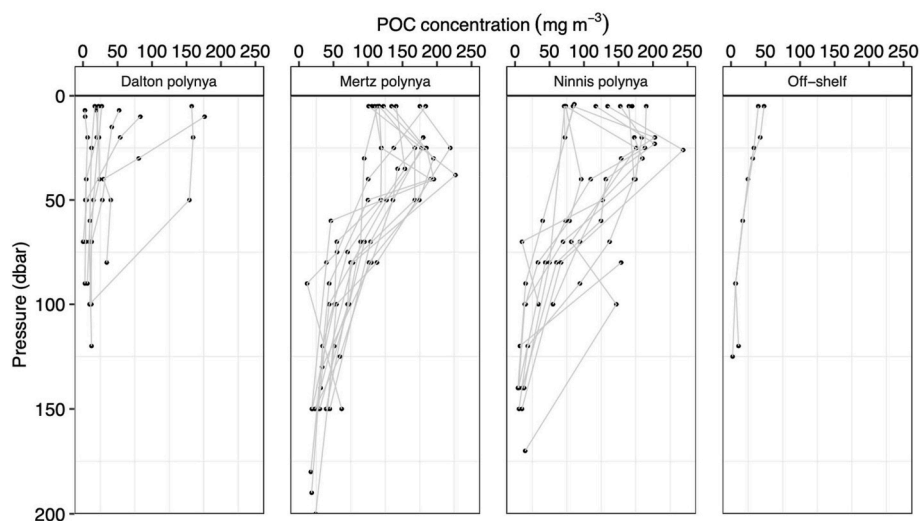 POC concentration (mg m⁻³)
0 50 100 150 200 250 0 50 100 150 200 250 0 50 100 150 200 250 0 50 100 150 200 250
Dalton polynya Mertz polynya Ninnis polynya Off−shelf
0
50
100
150
200
Pressure (dbar)